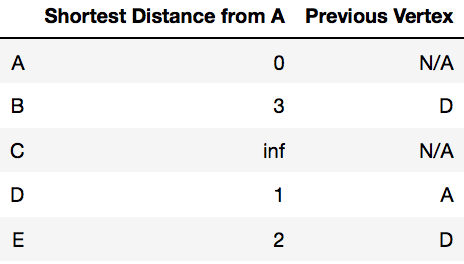 Shortest Distance from A Previous Vertex
A 0 N/A
B 3 D
C inf N/A
D 1 A
E 2 D